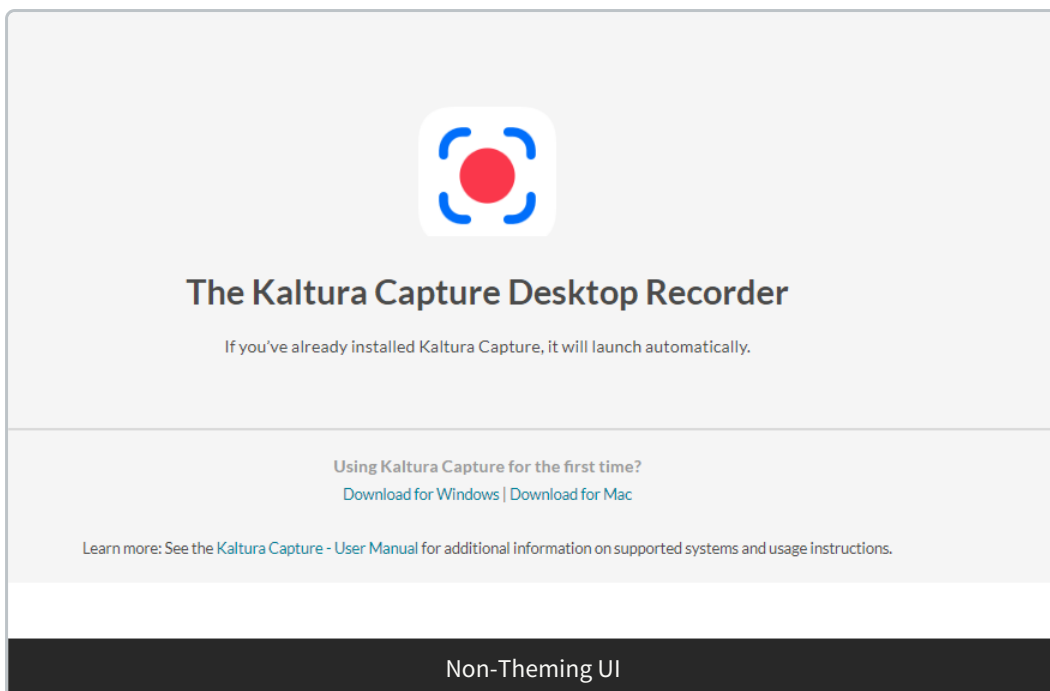 The Kaltura Capture Desktop Recorder
If you've already installed Kaltura Capture, it will launch automatically.
Using Kaltura Capture for the first time?
Download for Windows | Download for Mac
Learn more: See the Kaltura Capture - User Manual for additional information on supported systems and usage instructions.
Non-Theming UI